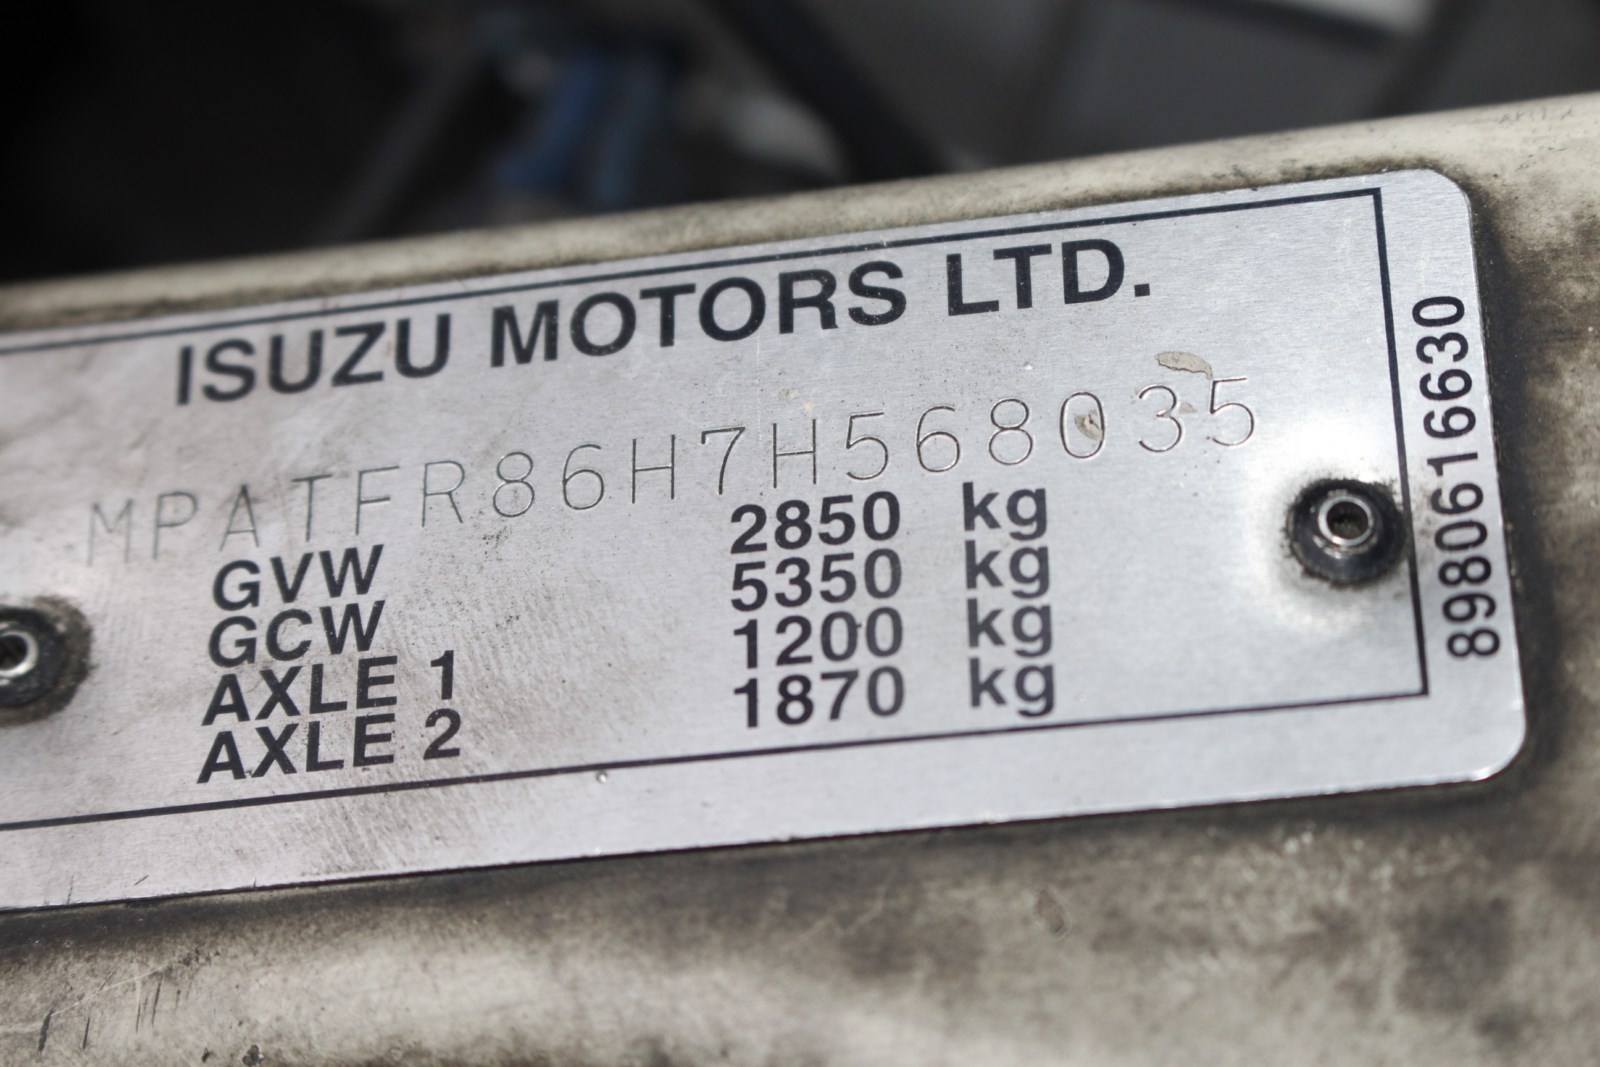 ISUZU MOTORS LTD.
MPATFR86H7H568035
GVW 2850 kg
GCW 5350 kg
AXLE 1 1200 kg
AXLE 2 1870 kg
8980616630